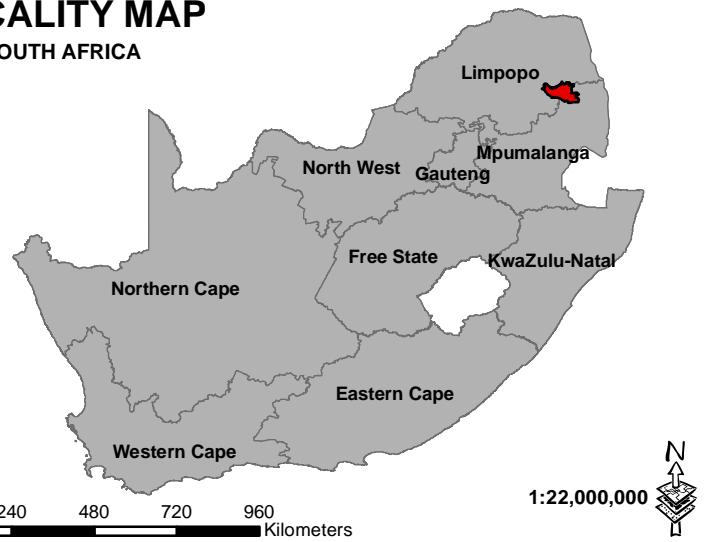 CALITY MAP
OUTH AFRICA
Limpopo
Mpumalanga
North West
Gauteng
Free State
KwaZulu-Natal
Northern Cape
Eastern Cape
Western Cape
N
1:22,000,000
240 480 720 960
Kilometers